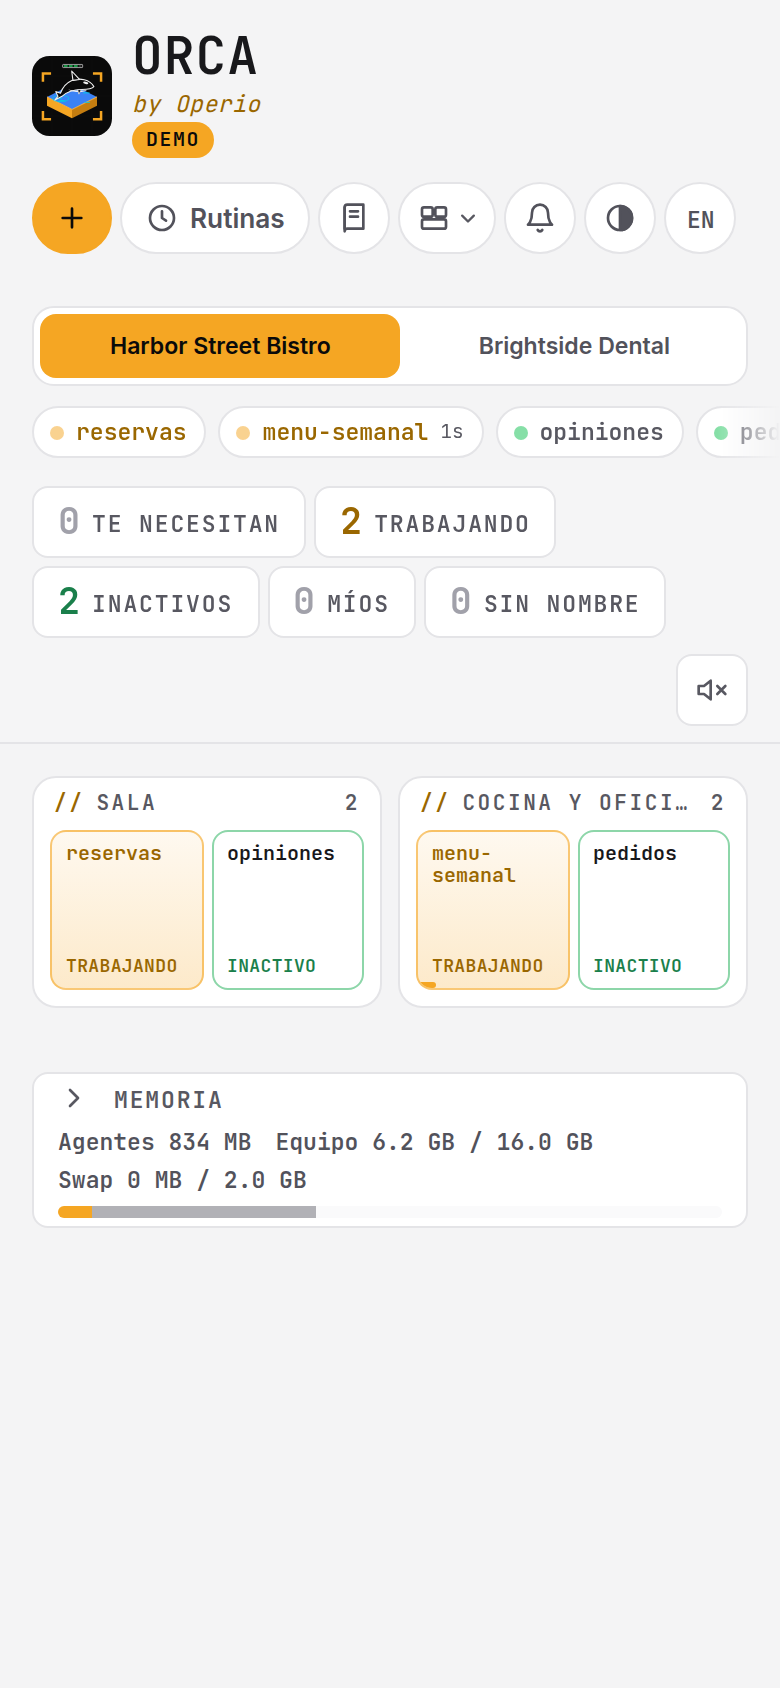 ORCA
by Operio
DEMO
Rutinas
EN
Harbor Street Bistro
Brightside Dental
reservas
menu-semanal 1s
opiniones
0 TE NECESITAN
2 TRABAJANDO
2 INACTIVOS
0 MÍOS
0 SIN NOMBRE
// SALA 2
// COCINA Y OFICI… 2
reservas
TRABAJANDO
opiniones
INACTIVO
menu-
semanal
TRABAJANDO
pedidos
INACTIVO
MEMORIA
Agentes 834 MB Equipo 6.2 GB / 16.0 GB
Swap 0 MB / 2.0 GB